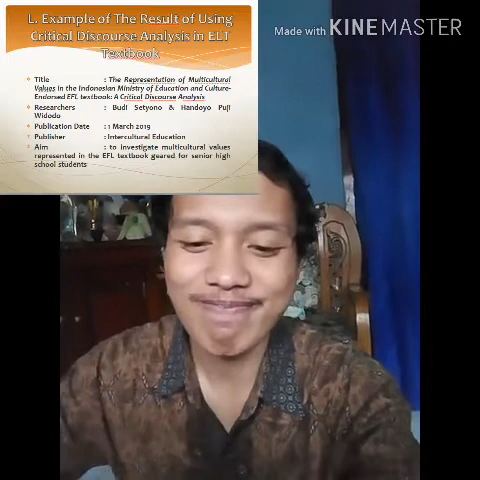 L. Example of The Result of Using
Critical Discourse Analysis in ELT
Textbook
Made with KINEMASTER
Title : The Representation of Multicultural
Values in the Indonesian Ministry of Education and Culture-
Endorsed EFL textbook: A Critical Discourse Analysis
Researchers : Budi Setyono & Handoyo Puji
Widodo
Publication Date : 1 March 2019
Publisher : Intercultural Education
Aim : to investigate multicultural values
represented in the EFL textbook geared for senior high
school students